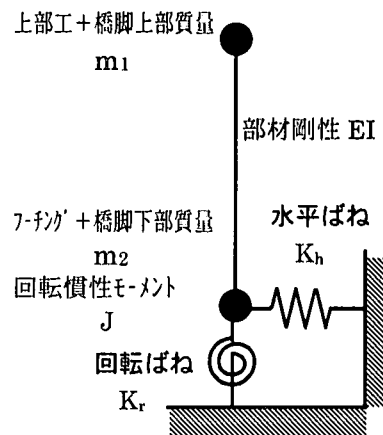 上部工＋橋脚上部質量
m₁
部材剛性 EI
ﾌｰﾁﾝｸﾞ＋橋脚下部質量
m₂
回転慣性ﾓｰﾒﾝﾄ
J
水平ばね
Kₕ
回転ばね
Kᵣ